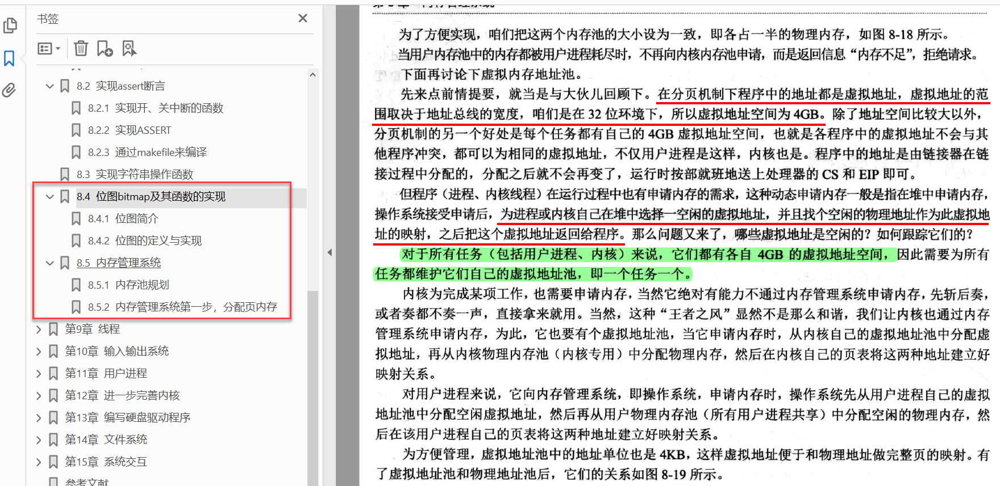 书签
8.2 实现assert断言
8.2.1 实现开、关中断的函数
8.2.2 实现ASSERT
8.2.3 通过makefile来编译
8.3 实现字符串操作函数
8.4 位图bitmap及其函数的实现
8.4.1 位图简介
8.4.2 位图的定义与实现
8.5 内存管理系统
8.5.1 内存池规划
8.5.2 内存管理系统第一步，分配页内存
第9章 线程
第10章 输入输出系统
第11章 用户进程
第12章 进一步完善内核
第13章 编写硬盘驱动程序
第14章 文件系统
第15章 系统交互
参考文献
为了方便实现，咱们把这两个内存池的大小设为一致，即各占一半的物理内存，如图 8-18 所示。
当用户内存池中的内存都被用户进程耗尽时，不再向内核内存池申请，而是返回信息“内存不足”，拒绝请求。
下面再讨论下虚拟内存地址池。
先来点前情提要，就当是与大伙儿回顾下。在分页机制下程序中的地址都是虚拟地址，虚拟地址的范
围取决于地址总线的宽度，咱们是在 32 位环境下，所以虚拟地址空间为 4GB。除了地址空间比较大以外，
分页机制的另一个好处是每个任务都有自己的 4GB 虚拟地址空间，也就是各程序中的虚拟地址不会与其
他程序冲突，都可以为相同的虚拟地址，不仅用户进程是这样，内核也是。程序中的地址是由链接器在链
接过程中分配的，分配之后就不会再变了，运行时按部就班地送上处理器的 CS 和 EIP 即可。
但程序（进程、内核线程）在运行过程中也有申请内存的需求，这种动态申请内存一般是指在堆中申请内存，
操作系统接受申请后，为进程或内核自己在堆中选择一空闲的虚拟地址，并且找个空闲的物理地址作为此虚拟地
址的映射，之后把这个虚拟地址返回给程序。那么问题又来了，哪些虚拟地址是空闲的？如何跟踪它们的？
对于所有任务（包括用户进程、内核）来说，它们都有各自 4GB 的虚拟地址空间，因此需要为所有
任务都维护它们自己的虚拟地址池，即一个任务一个。
内核为完成某项工作，也需要申请内存，当然它绝对有能力不通过内存管理系统申请内存，先斩后奏，
或者奏都不奏一声，直接拿来就用。当然，这种“王者之风”显然不是那么和谐，我们让内核也通过内存
管理系统申请内存，为此，它也要有个虚拟地址池，当它申请内存时，从内核自己的虚拟地址池中分配虚
拟地址，再从内核物理内存池（内核专用）中分配物理内存，然后在内核自己的页表将这两种地址建立好
映射关系。
对用户进程来说，它向内存管理系统，即操作系统，申请内存时，操作系统先从用户进程自己的虚拟
地址池中分配空闲虚拟地址，然后再从用户物理内存池（所有用户进程共享）中分配空闲的物理内存，然
后在该用户进程自己的页表将这两种地址建立好映射关系。
为方便管理，虚拟地址池中的地址单位也是 4KB，这样虚拟地址便于和物理地址做完整页的映射。有
了虚拟地址池和物理地址池后，它们的关系如图 8-19 所示。